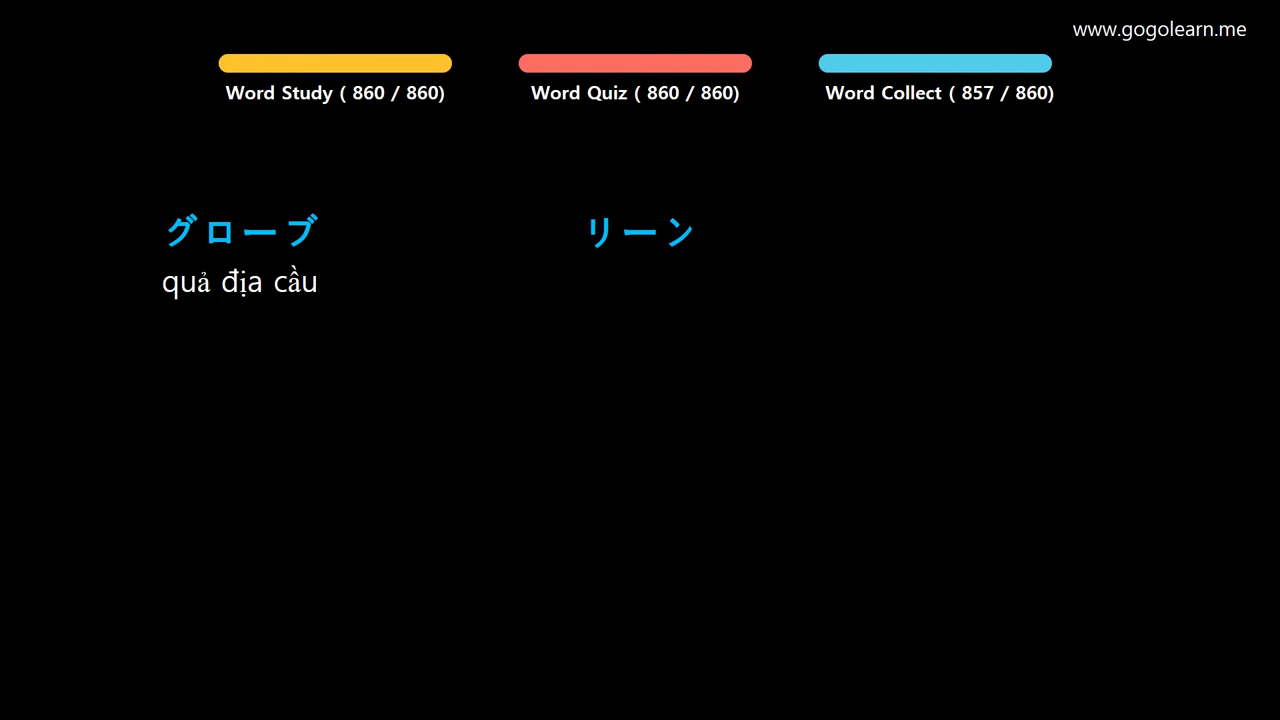 www.gogolearn.me
Word Study ( 860 / 860)
Word Quiz ( 860 / 860)
Word Collect ( 857 / 860)
グローブ
quả địa cầu
リーン